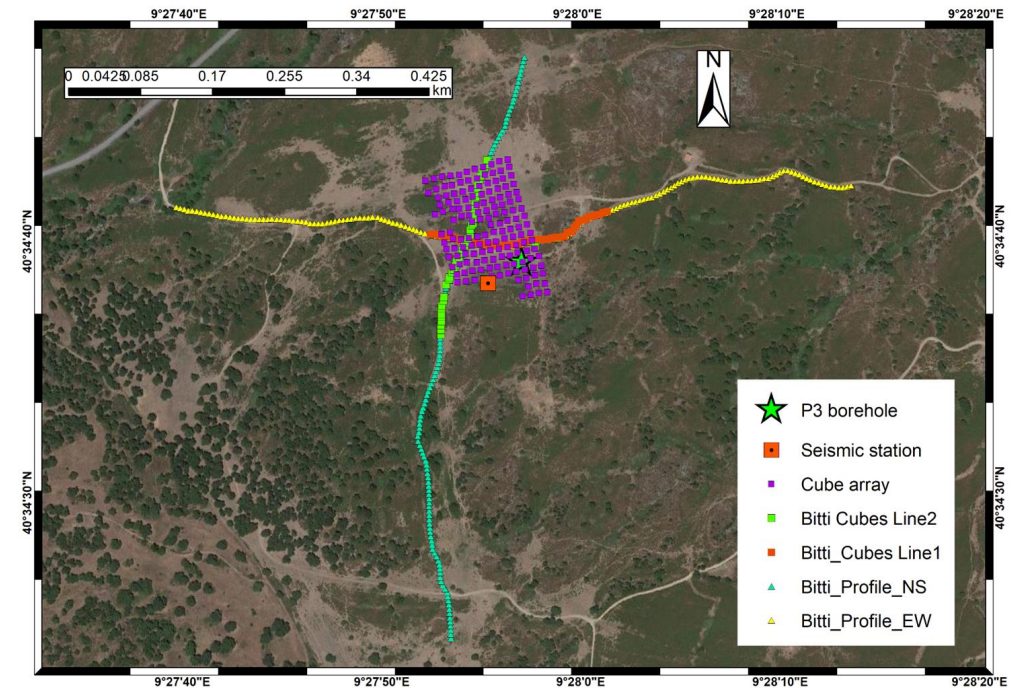 9°27'40"E 9°27'50"E 9°28'0"E 9°28'10"E 9°28'20"E
0 0.0425 0.085 0.17 0.255 0.34 0.425
km
N
40°34'40"N 40°34'40"N
40°34'30"N 40°34'30"N
P3 borehole
Seismic station
Cube array
Bitti Cubes Line2
Bitti_Cubes Line1
Bitti_Profile_NS
Bitti_Profile_EW
9°27'40"E 9°27'50"E 9°28'0"E 9°28'10"E 9°28'20"E